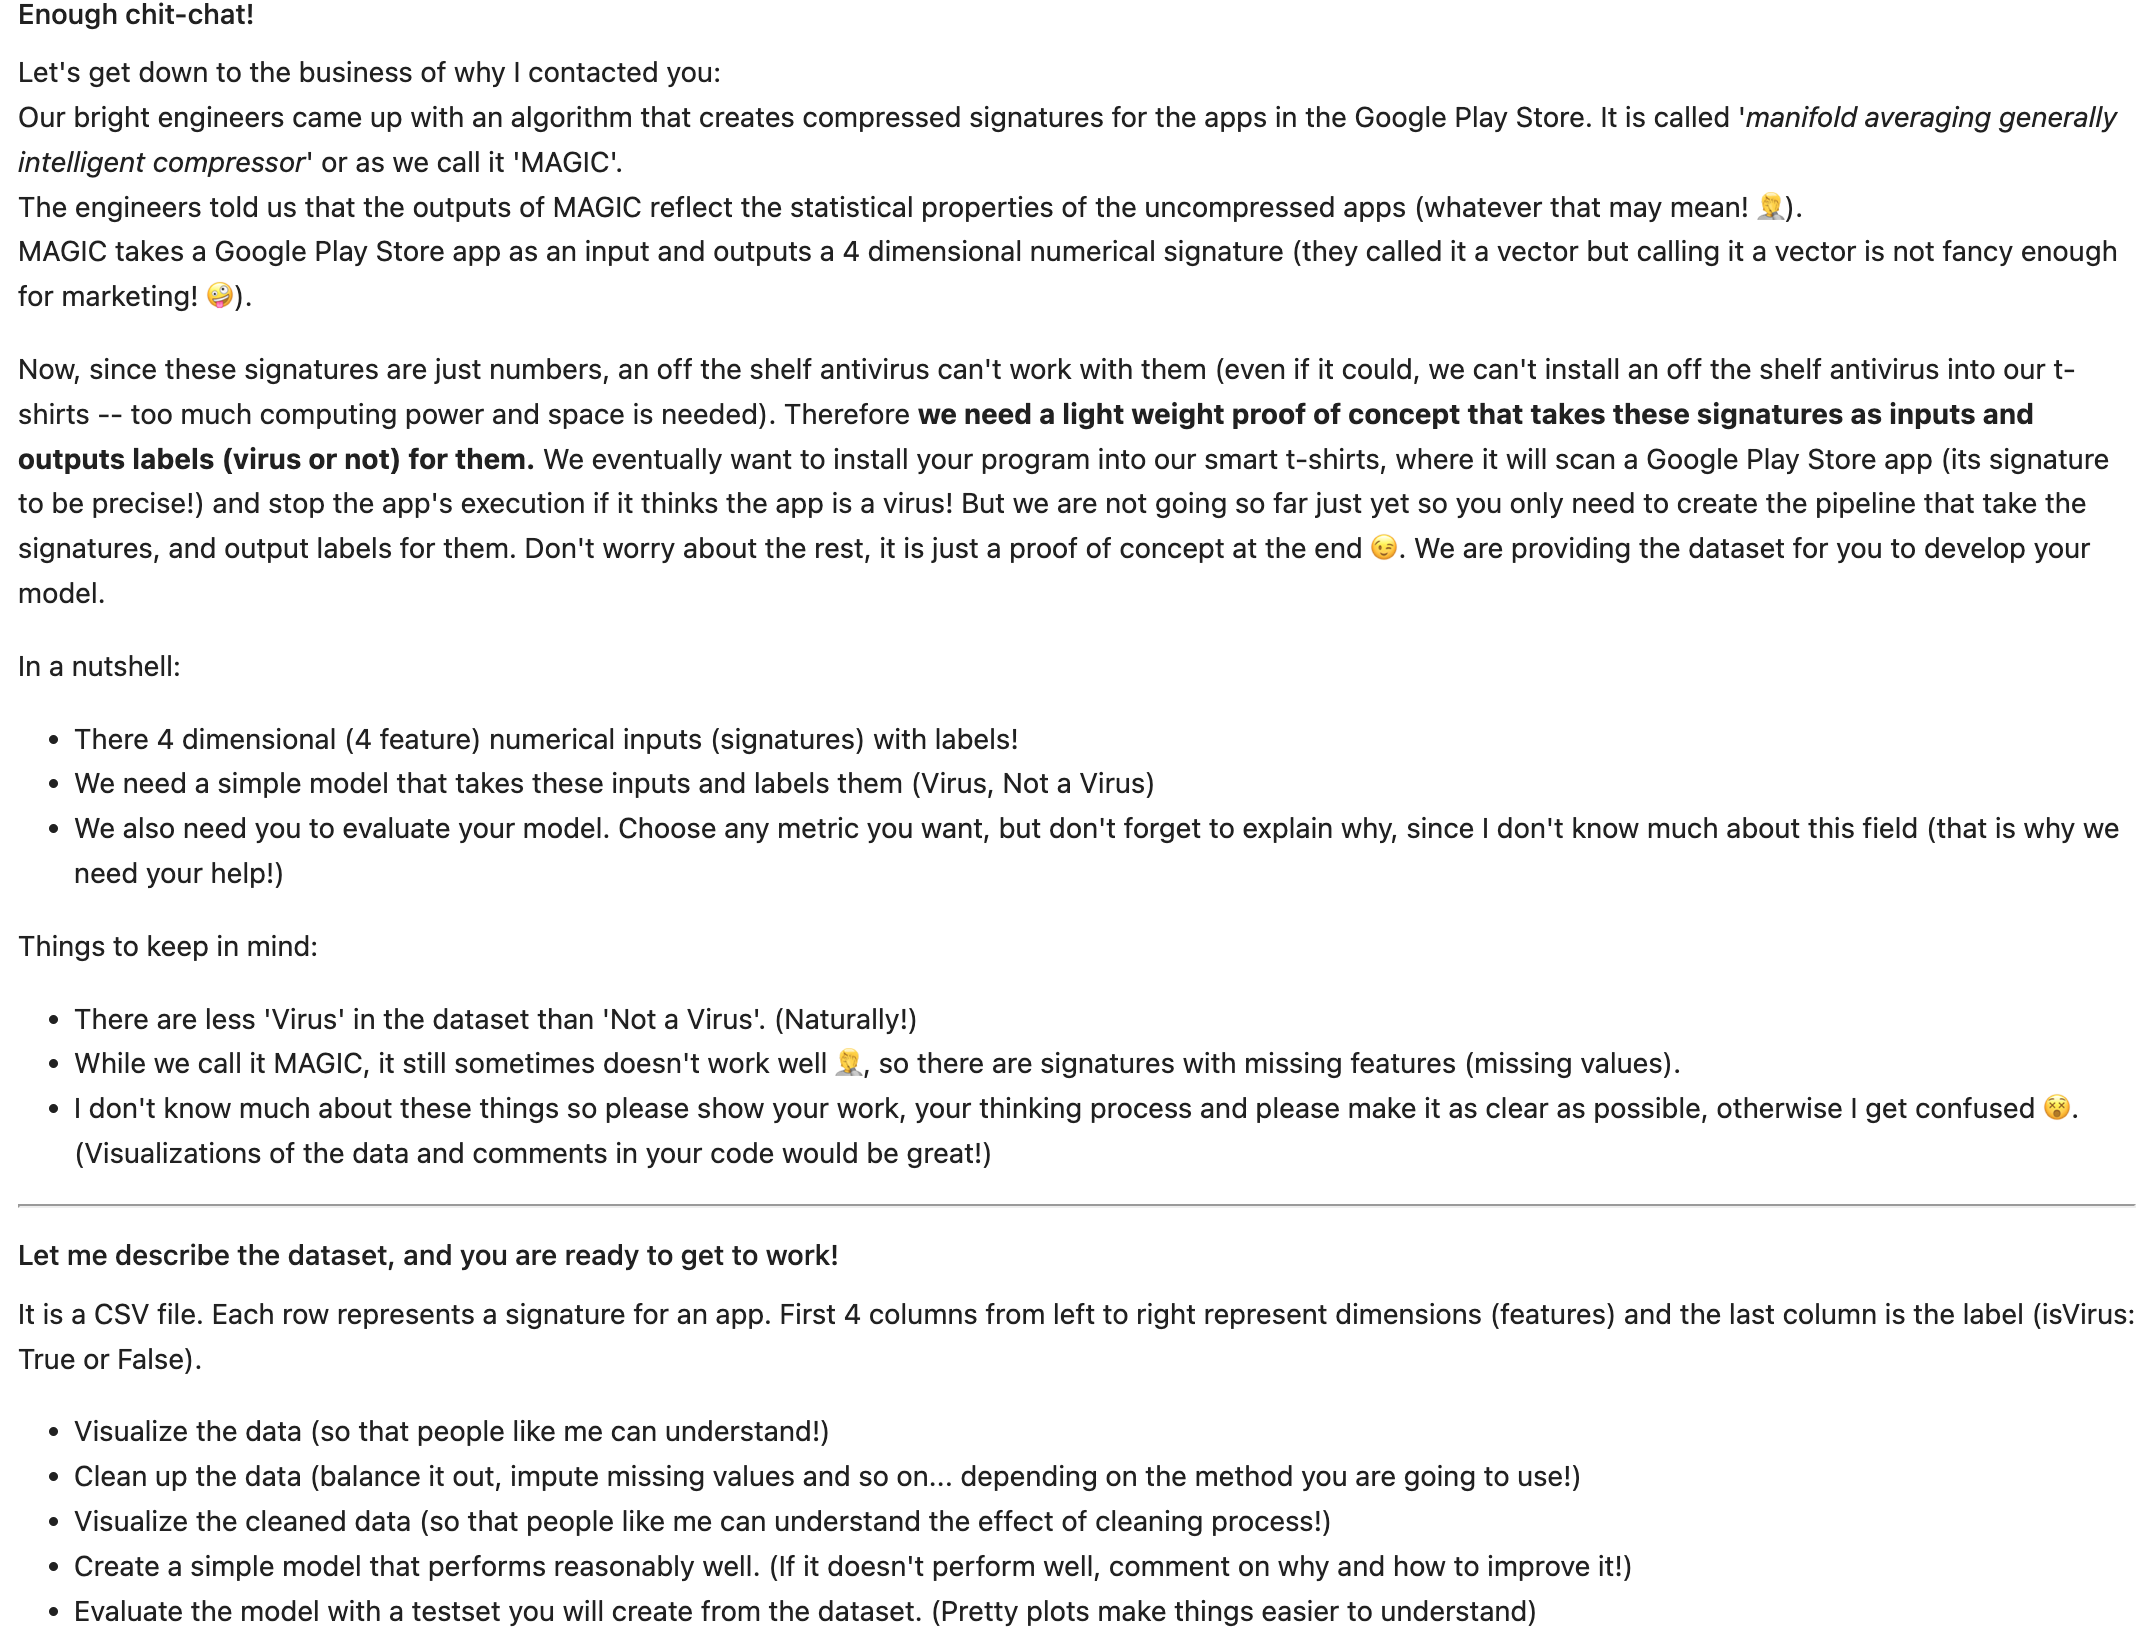 Enough chit-chat!
Let's get down to the business of why I contacted you:
Our bright engineers came up with an algorithm that creates compressed signatures for the apps in the Google Play Store. It is called 'manifold averaging generally
intelligent compressor' or as we call it 'MAGIC'.
The engineers told us that the outputs of MAGIC reflect the statistical properties of the uncompressed apps (whatever that may mean! 🤦).
MAGIC takes a Google Play Store app as an input and outputs a 4 dimensional numerical signature (they called it a vector but calling it a vector is not fancy enough
for marketing! 🤪).
Now, since these signatures are just numbers, an off the shelf antivirus can't work with them (even if it could, we can't install an off the shelf antivirus into our t-
shirts -- too much computing power and space is needed). Therefore we need a light weight proof of concept that takes these signatures as inputs and
outputs labels (virus or not) for them. We eventually want to install your program into our smart t-shirts, where it will scan a Google Play Store app (its signature
to be precise!) and stop the app's execution if it thinks the app is a virus! But we are not going so far just yet so you only need to create the pipeline that take the
signatures, and output labels for them. Don't worry about the rest, it is just a proof of concept at the end 😉. We are providing the dataset for you to develop your
model.
In a nutshell:
• There 4 dimensional (4 feature) numerical inputs (signatures) with labels!
• We need a simple model that takes these inputs and labels them (Virus, Not a Virus)
• We also need you to evaluate your model. Choose any metric you want, but don't forget to explain why, since I don't know much about this field (that is why we
need your help!)
Things to keep in mind:
• There are less 'Virus' in the dataset than 'Not a Virus'. (Naturally!)
• While we call it MAGIC, it still sometimes doesn't work well 🤦, so there are signatures with missing features (missing values).
• I don't know much about these things so please show your work, your thinking process and please make it as clear as possible, otherwise I get confused 😵.
(Visualizations of the data and comments in your code would be great!)
Let me describe the dataset, and you are ready to get to work!
It is a CSV file. Each row represents a signature for an app. First 4 columns from left to right represent dimensions (features) and the last column is the label (isVirus:
True or False).
• Visualize the data (so that people like me can understand!)
• Clean up the data (balance it out, impute missing values and so on... depending on the method you are going to use!)
• Visualize the cleaned data (so that people like me can understand the effect of cleaning process!)
• Create a simple model that performs reasonably well. (If it doesn't perform well, comment on why and how to improve it!)
• Evaluate the model with a testset you will create from the dataset. (Pretty plots make things easier to understand)